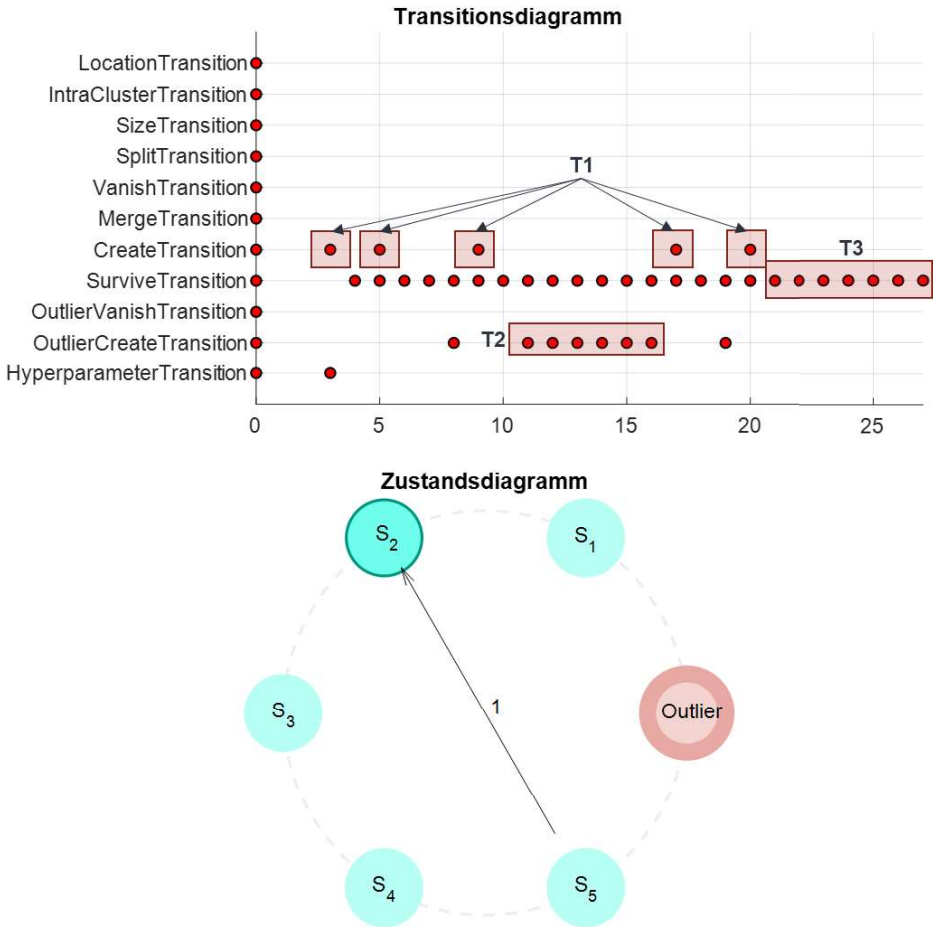 Transitionsdiagramm
LocationTransition
IntraClusterTransition
SizeTransition
SplitTransition
T1
VanishTransition
MergeTransition
CreateTransition
T3
SurviveTransition
OutlierVanishTransition
OutlierCreateTransition
T2
HyperparameterTransition
0 5 10 15 20 25
Zustandsdiagramm
S2 S1
S3 1 Outlier
S4 S5